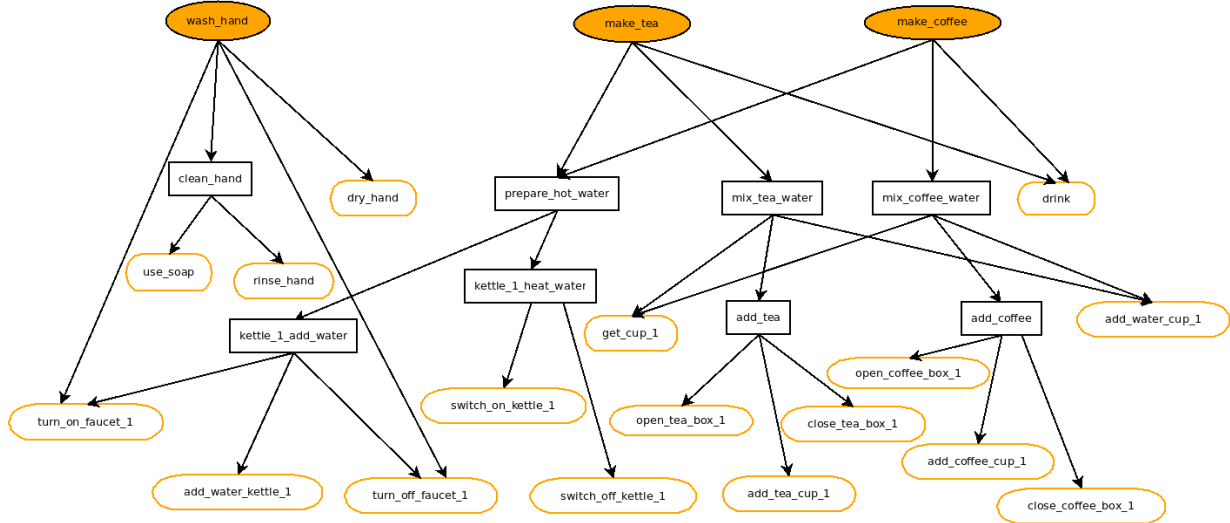 wash_hand
make_tea
make_coffee
clean_hand
dry_hand
prepare_hot_water
mix_tea_water
mix_coffee_water
drink
use_soap
rinse_hand
kettle_1_heat_water
kettle_1_add_water
get_cup_1
add_tea
add_coffee
add_water_cup_1
open_coffee_box_1
switch_on_kettle_1
turn_on_faucet_1
open_tea_box_1
close_tea_box_1
add_coffee_cup_1
add_water_kettle_1
turn_off_faucet_1
switch_off_kettle_1
add_tea_cup_1
close_coffee_box_1